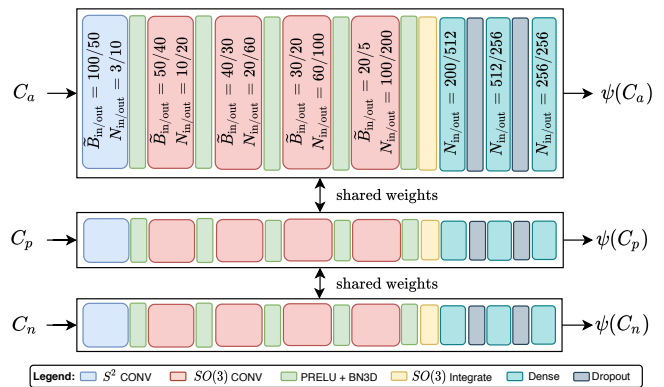 C_a
B̃_in/out = 100/50
N_in/out = 3/10
B̃_in/out = 50/40
N_in/out = 10/20
B̃_in/out = 40/30
N_in/out = 20/60
B̃_in/out = 30/20
N_in/out = 60/100
B̃_in/out = 20/5
N_in/out = 100/200
N_in/out = 200/512
N_in/out = 512/256
N_in/out = 256/256
ψ(C_a)
shared weights
C_p
ψ(C_p)
shared weights
C_n
ψ(C_n)
Legend: S² CONV SO(3) CONV PRELU + BN3D SO(3) Integrate Dense Dropout